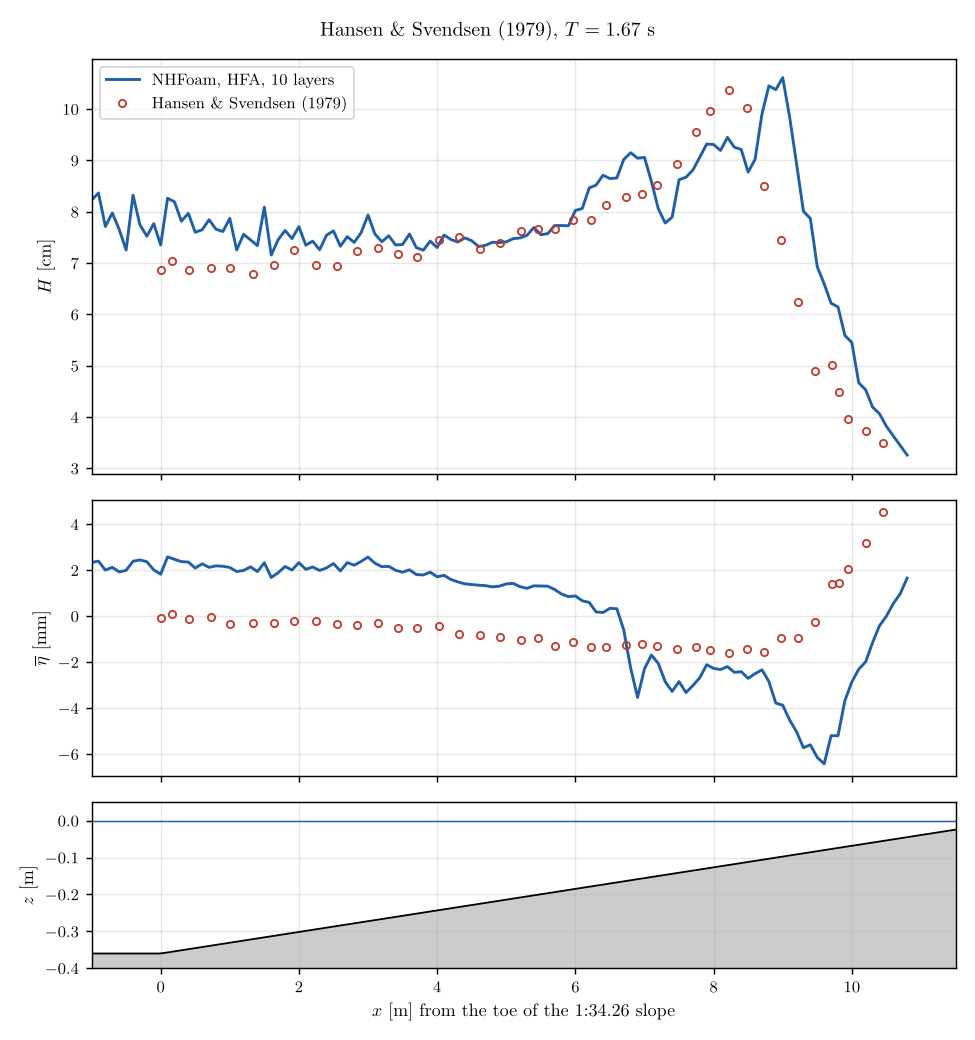 Hansen & Svendsen (1979), T = 1.67 s
NHFoam, HFA, 10 layers
Hansen & Svendsen (1979)
10
9
8
7
6
5
4
3
H [cm]
4
2
0
−2
−4
−6
η̅ [mm]
0.0
−0.1
−0.2
−0.3
−0.4
z [m]
0 2 4 6 8 10
x [m] from the toe of the 1:34.26 slope